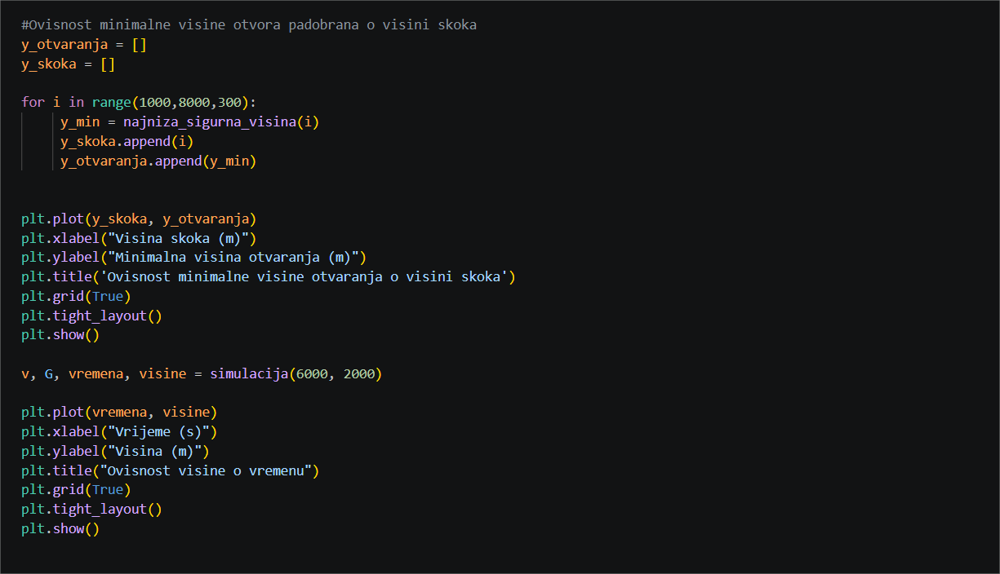 #Ovisnost minimalne visine otvora padobrana o visini skoka
y_otvaranja = []
y_skoka = []
for i in range(1000,8000,300):
y_min = najniza_sigurna_visina(i)
y_skoka.append(i)
y_otvaranja.append(y_min)
plt.plot(y_skoka, y_otvaranja)
plt.xlabel("Visina skoka (m)")
plt.ylabel("Minimalna visina otvaranja (m)")
plt.title('Ovisnost minimalne visine otvaranja o visini skoka')
plt.grid(True)
plt.tight_layout()
plt.show()
v, G, vremena, visine = simulacija(6000, 2000)
plt.plot(vremena, visine)
plt.xlabel("Vrijeme (s)")
plt.ylabel("Visina (m)")
plt.title("Ovisnost visine o vremenu")
plt.grid(True)
plt.tight_layout()
plt.show()